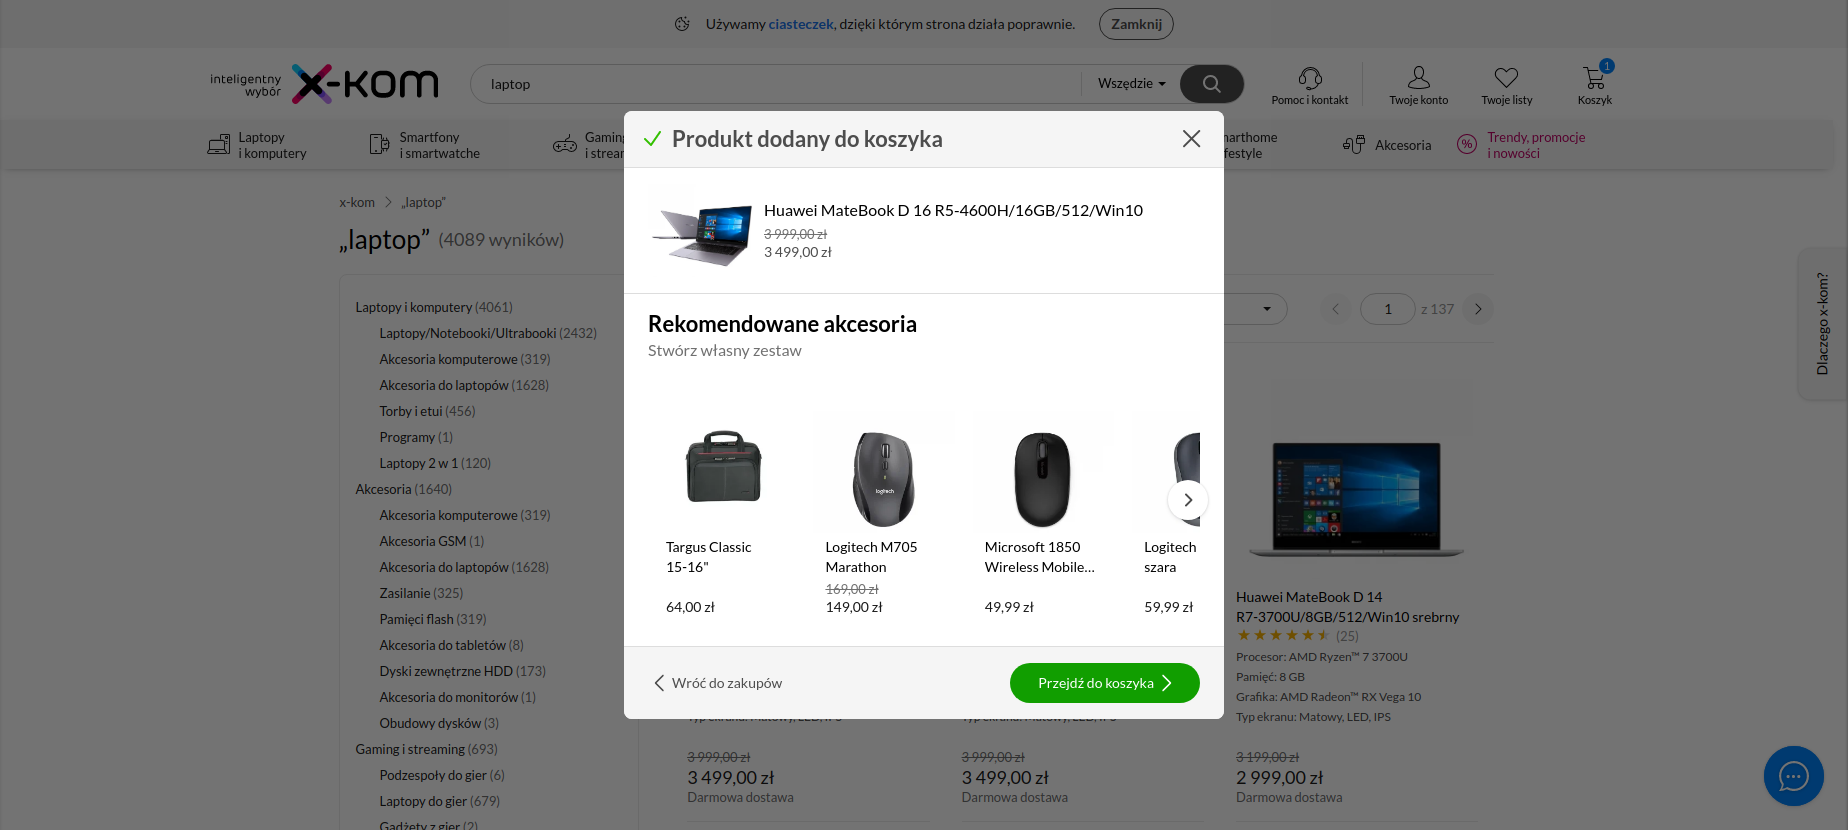 Używamy ciasteczek, dzięki którym strona działa poprawnie.
Zamknij
inteligentny
wybór
x-kom
laptop
Wszędzie
Pomoc i kontakt
Twoje konto
Twoje listy
1
Koszyk
Laptopy
i komputery
Smartfony
i smartwatche
Akcesoria
Trendy, promocje
i nowości
Produkt dodany do koszyka
x-kom
„laptop”
„laptop” (4089 wyników)
Huawei MateBook D 16 R5-4600H/16GB/512/Win10
3 999,00 zł
3 499,00 zł
Laptopy i komputery (4061)
Laptopy/Notebooki/Ultrabooki (2432)
Akcesoria komputerowe (319)
Akcesoria do laptopów (1628)
Torby i etui (456)
Programy (1)
Laptopy 2 w 1 (120)
Akcesoria (1640)
Akcesoria komputerowe (319)
Akcesoria GSM (1)
Akcesoria do laptopów (1628)
Zasilanie (325)
Pamięci flash (319)
Akcesoria do tabletów (8)
Dyski zewnętrzne HDD (173)
Akcesoria do monitorów (1)
Obudowy dysków (3)
Gaming i streaming (693)
Podzespoły do gier (6)
Laptopy do gier (679)
Gadżety z gier (2)
Rekomendowane akcesoria
Stwórz własny zestaw
logitech
Targus Classic
15-16"
64,00 zł
Logitech M705
Marathon
169,00 zł
149,00 zł
Microsoft 1850
Wireless Mobile...
49,99 zł
Logitech
szara
59,99 zł
Wróć do zakupów
Przejdź do koszyka
1 z 137
Dlaczego x-kom?
Huawei MateBook D 14
R7-3700U/8GB/512/Win10 srebrny
(25)
Procesor: AMD Ryzen™ 7 3700U
Pamięć: 8 GB
Grafika: AMD Radeon™ RX Vega 10
Typ ekranu: Matowy, LED, IPS
3 999,00 zł
3 499,00 zł
Darmowa dostawa
3 999,00 zł
3 499,00 zł
Darmowa dostawa
3 199,00 zł
2 999,00 zł
Darmowa dostawa